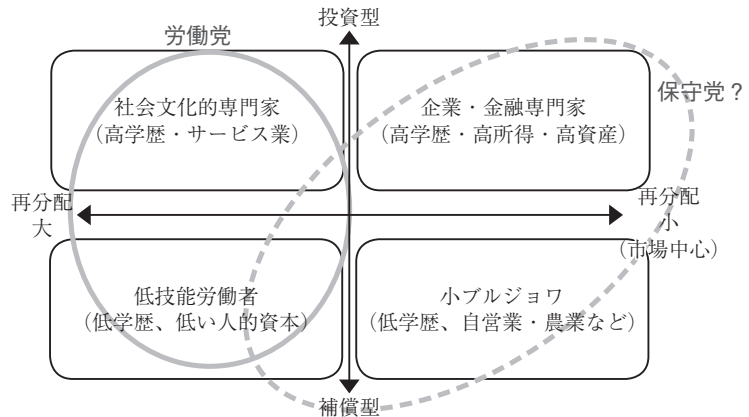 投資型
労働党
保守党？
社会文化的専門家
（高学歴・サービス業）
企業・金融専門家
（高学歴・高所得・高資産）
再分配
大
再分配
小
（市場中心）
低技能労働者
（低学歴、低い人的資本）
小ブルジョワ
（低学歴、自営業・農業など）
補償型